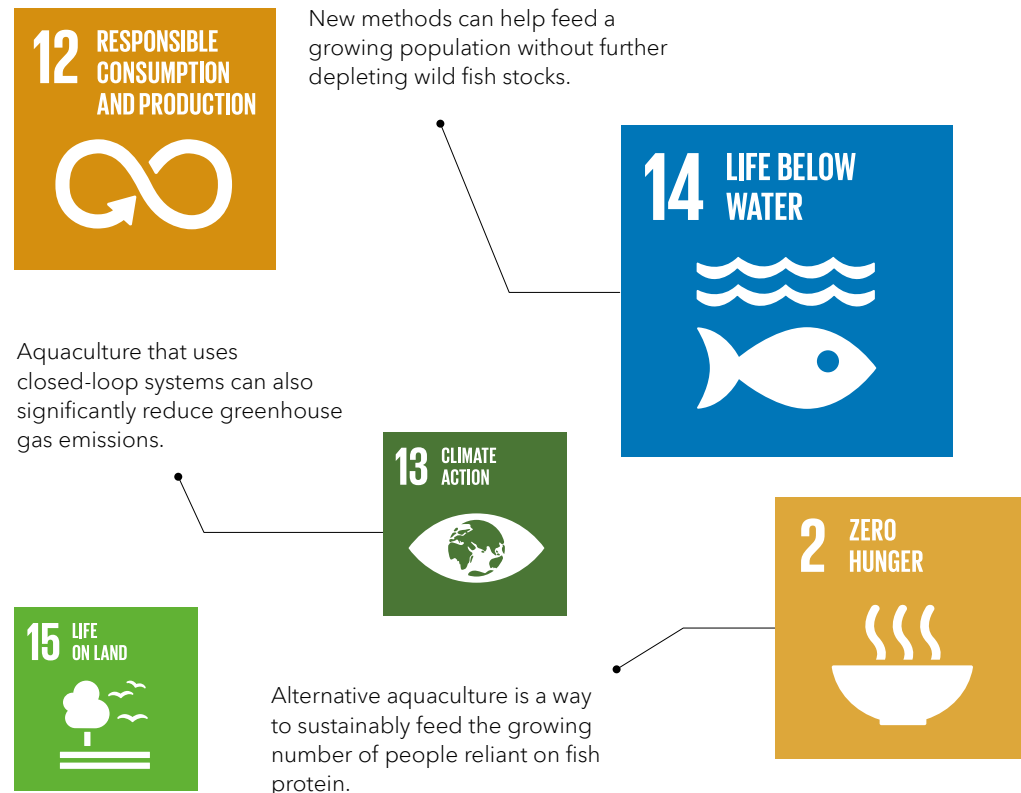 12 RESPONSIBLE
CONSUMPTION
AND PRODUCTION
New methods can help feed a
growing population without further
depleting wild fish stocks.
14 LIFE BELOW
WATER
Aquaculture that uses
closed-loop systems can also
significantly reduce greenhouse
gas emissions.
13 CLIMATE
ACTION
2 ZERO
HUNGER
15 LIFE
ON LAND
Alternative aquaculture is a way
to sustainably feed the growing
number of people reliant on fish
protein.